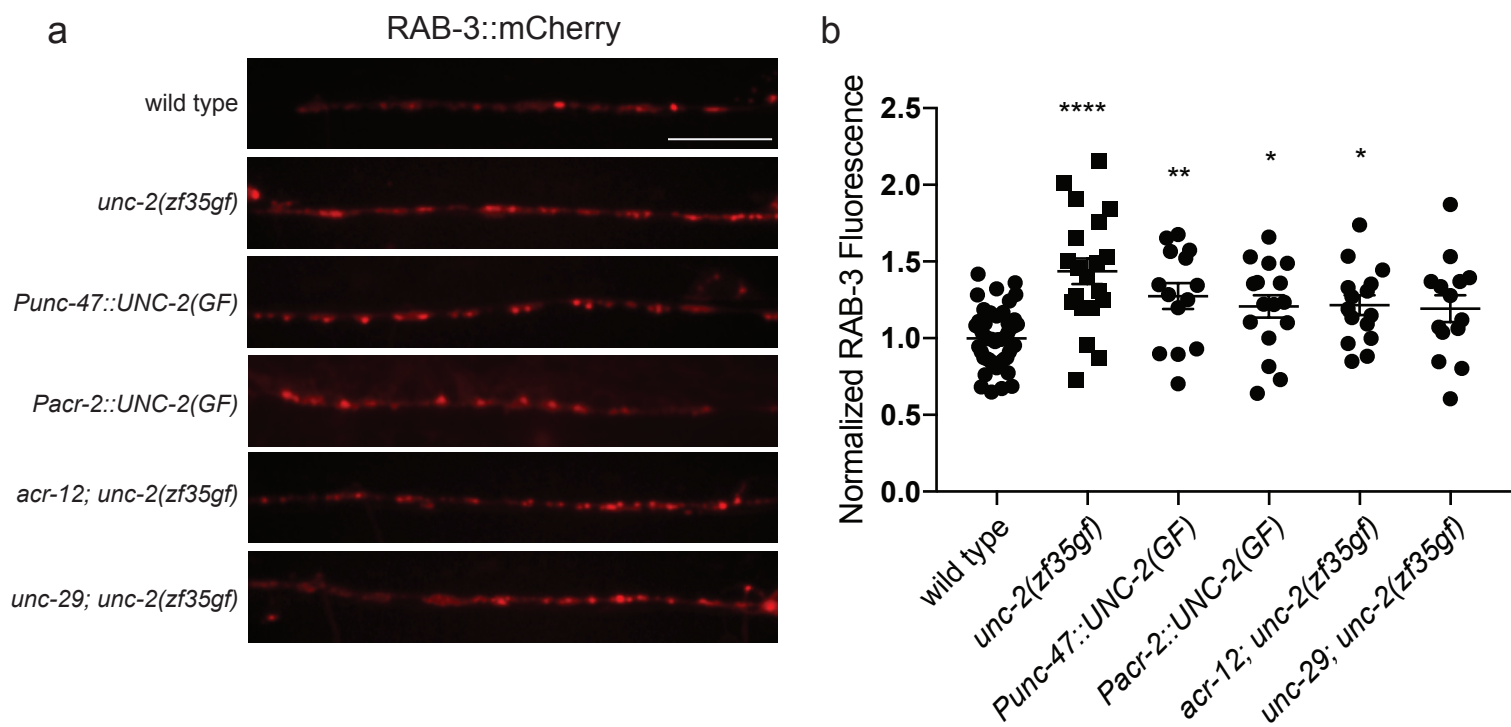 a
RAB-3::mCherry
wild type
unc-2(zf35gf)
Punc-47::UNC-2(GF)
Pacr-2::UNC-2(GF)
acr-12; unc-2(zf35gf)
unc-29; unc-2(zf35gf)
b
Normalized RAB-3 Fluorescence
2.5
2.0
1.5
1.0
0.5
0.0
****
**
*
*
wild type
unc-2(zf35gf)
Punc-47::UNC-2(GF)
Pacr-2::UNC-2(GF)
acr-12; unc-2(zf35gf)
unc-29; unc-2(zf35gf)